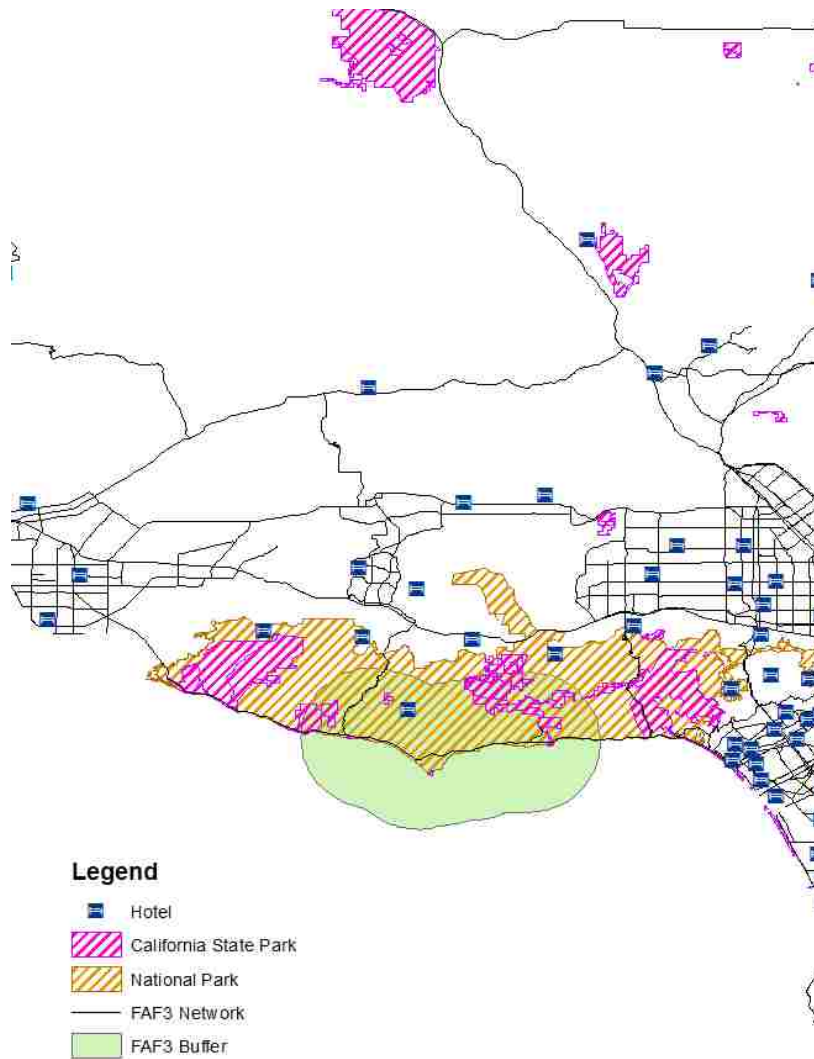 Legend
Hotel
California State Park
National Park
FAF3 Network
FAF3 Buffer